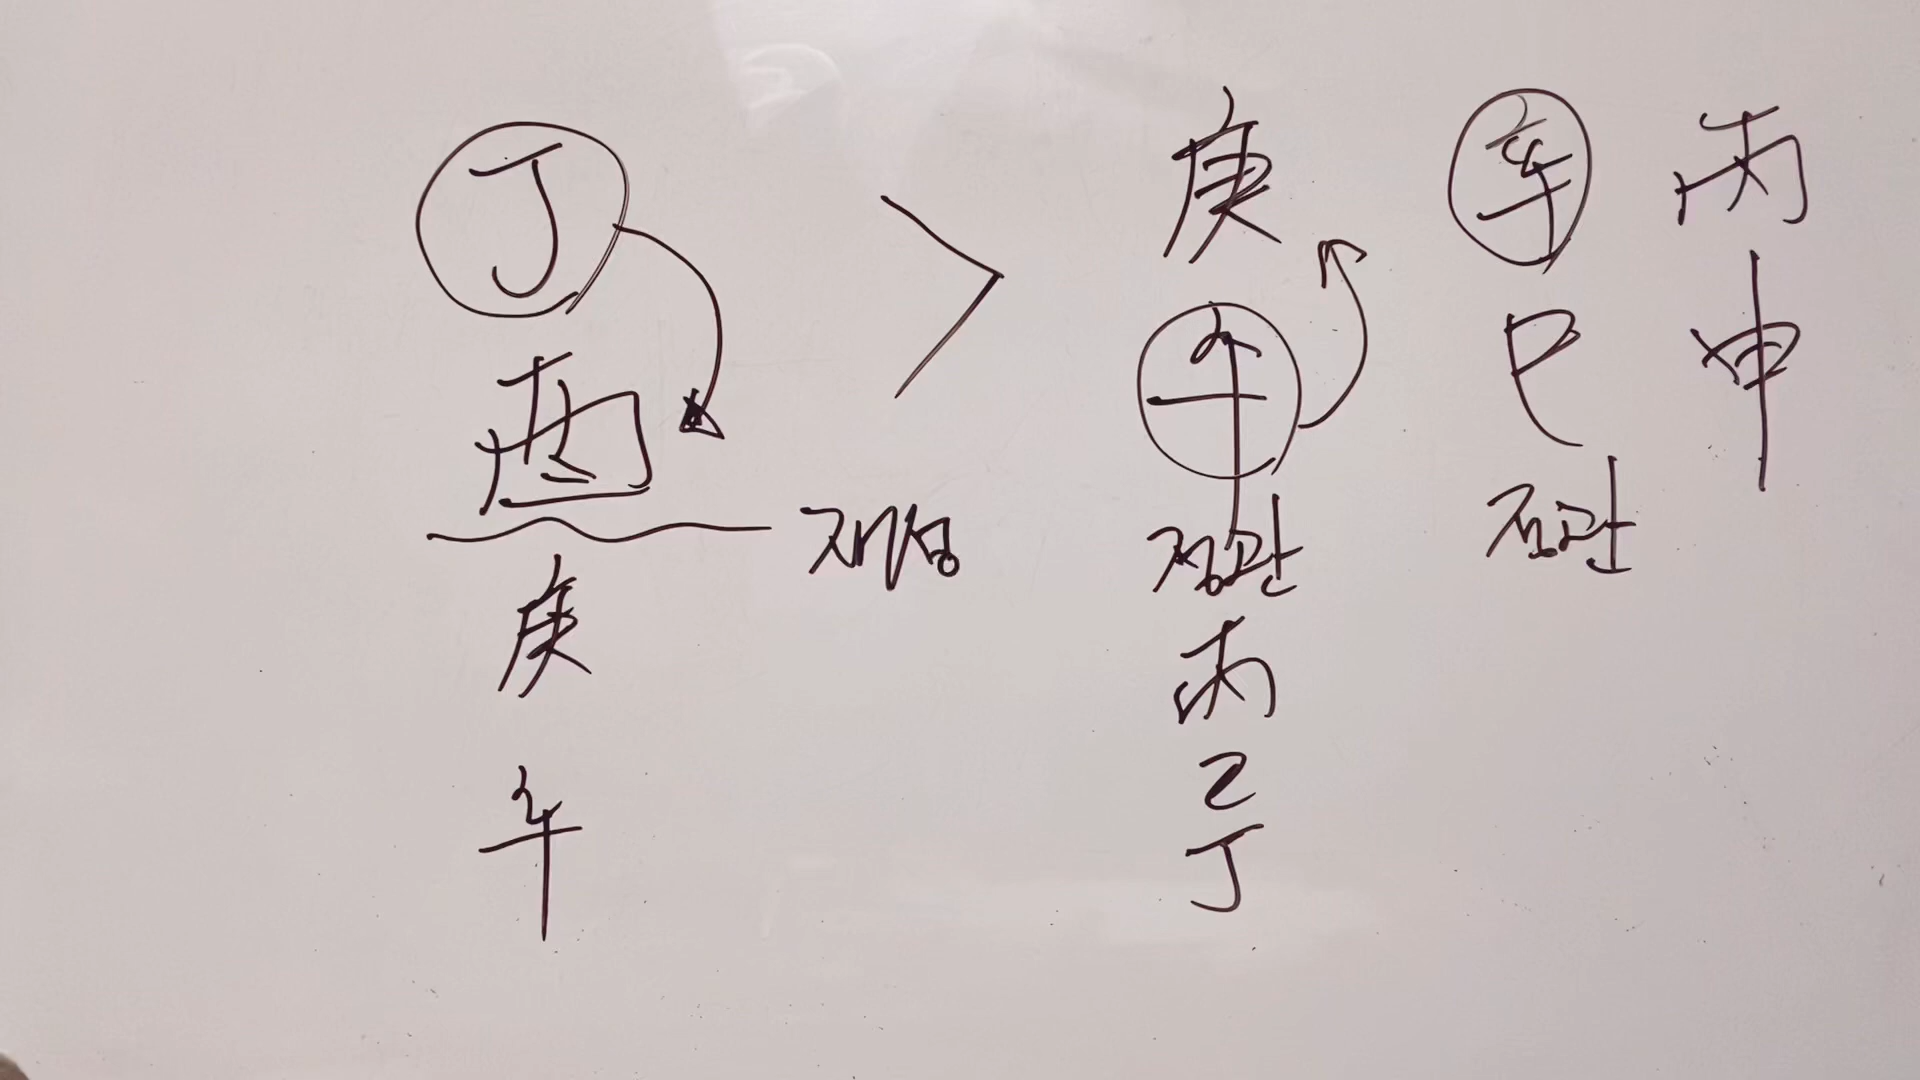 丁
酉
재성
庚
午
庚
午
정관
丙
己
丁
辛
巳
정관
丙
申